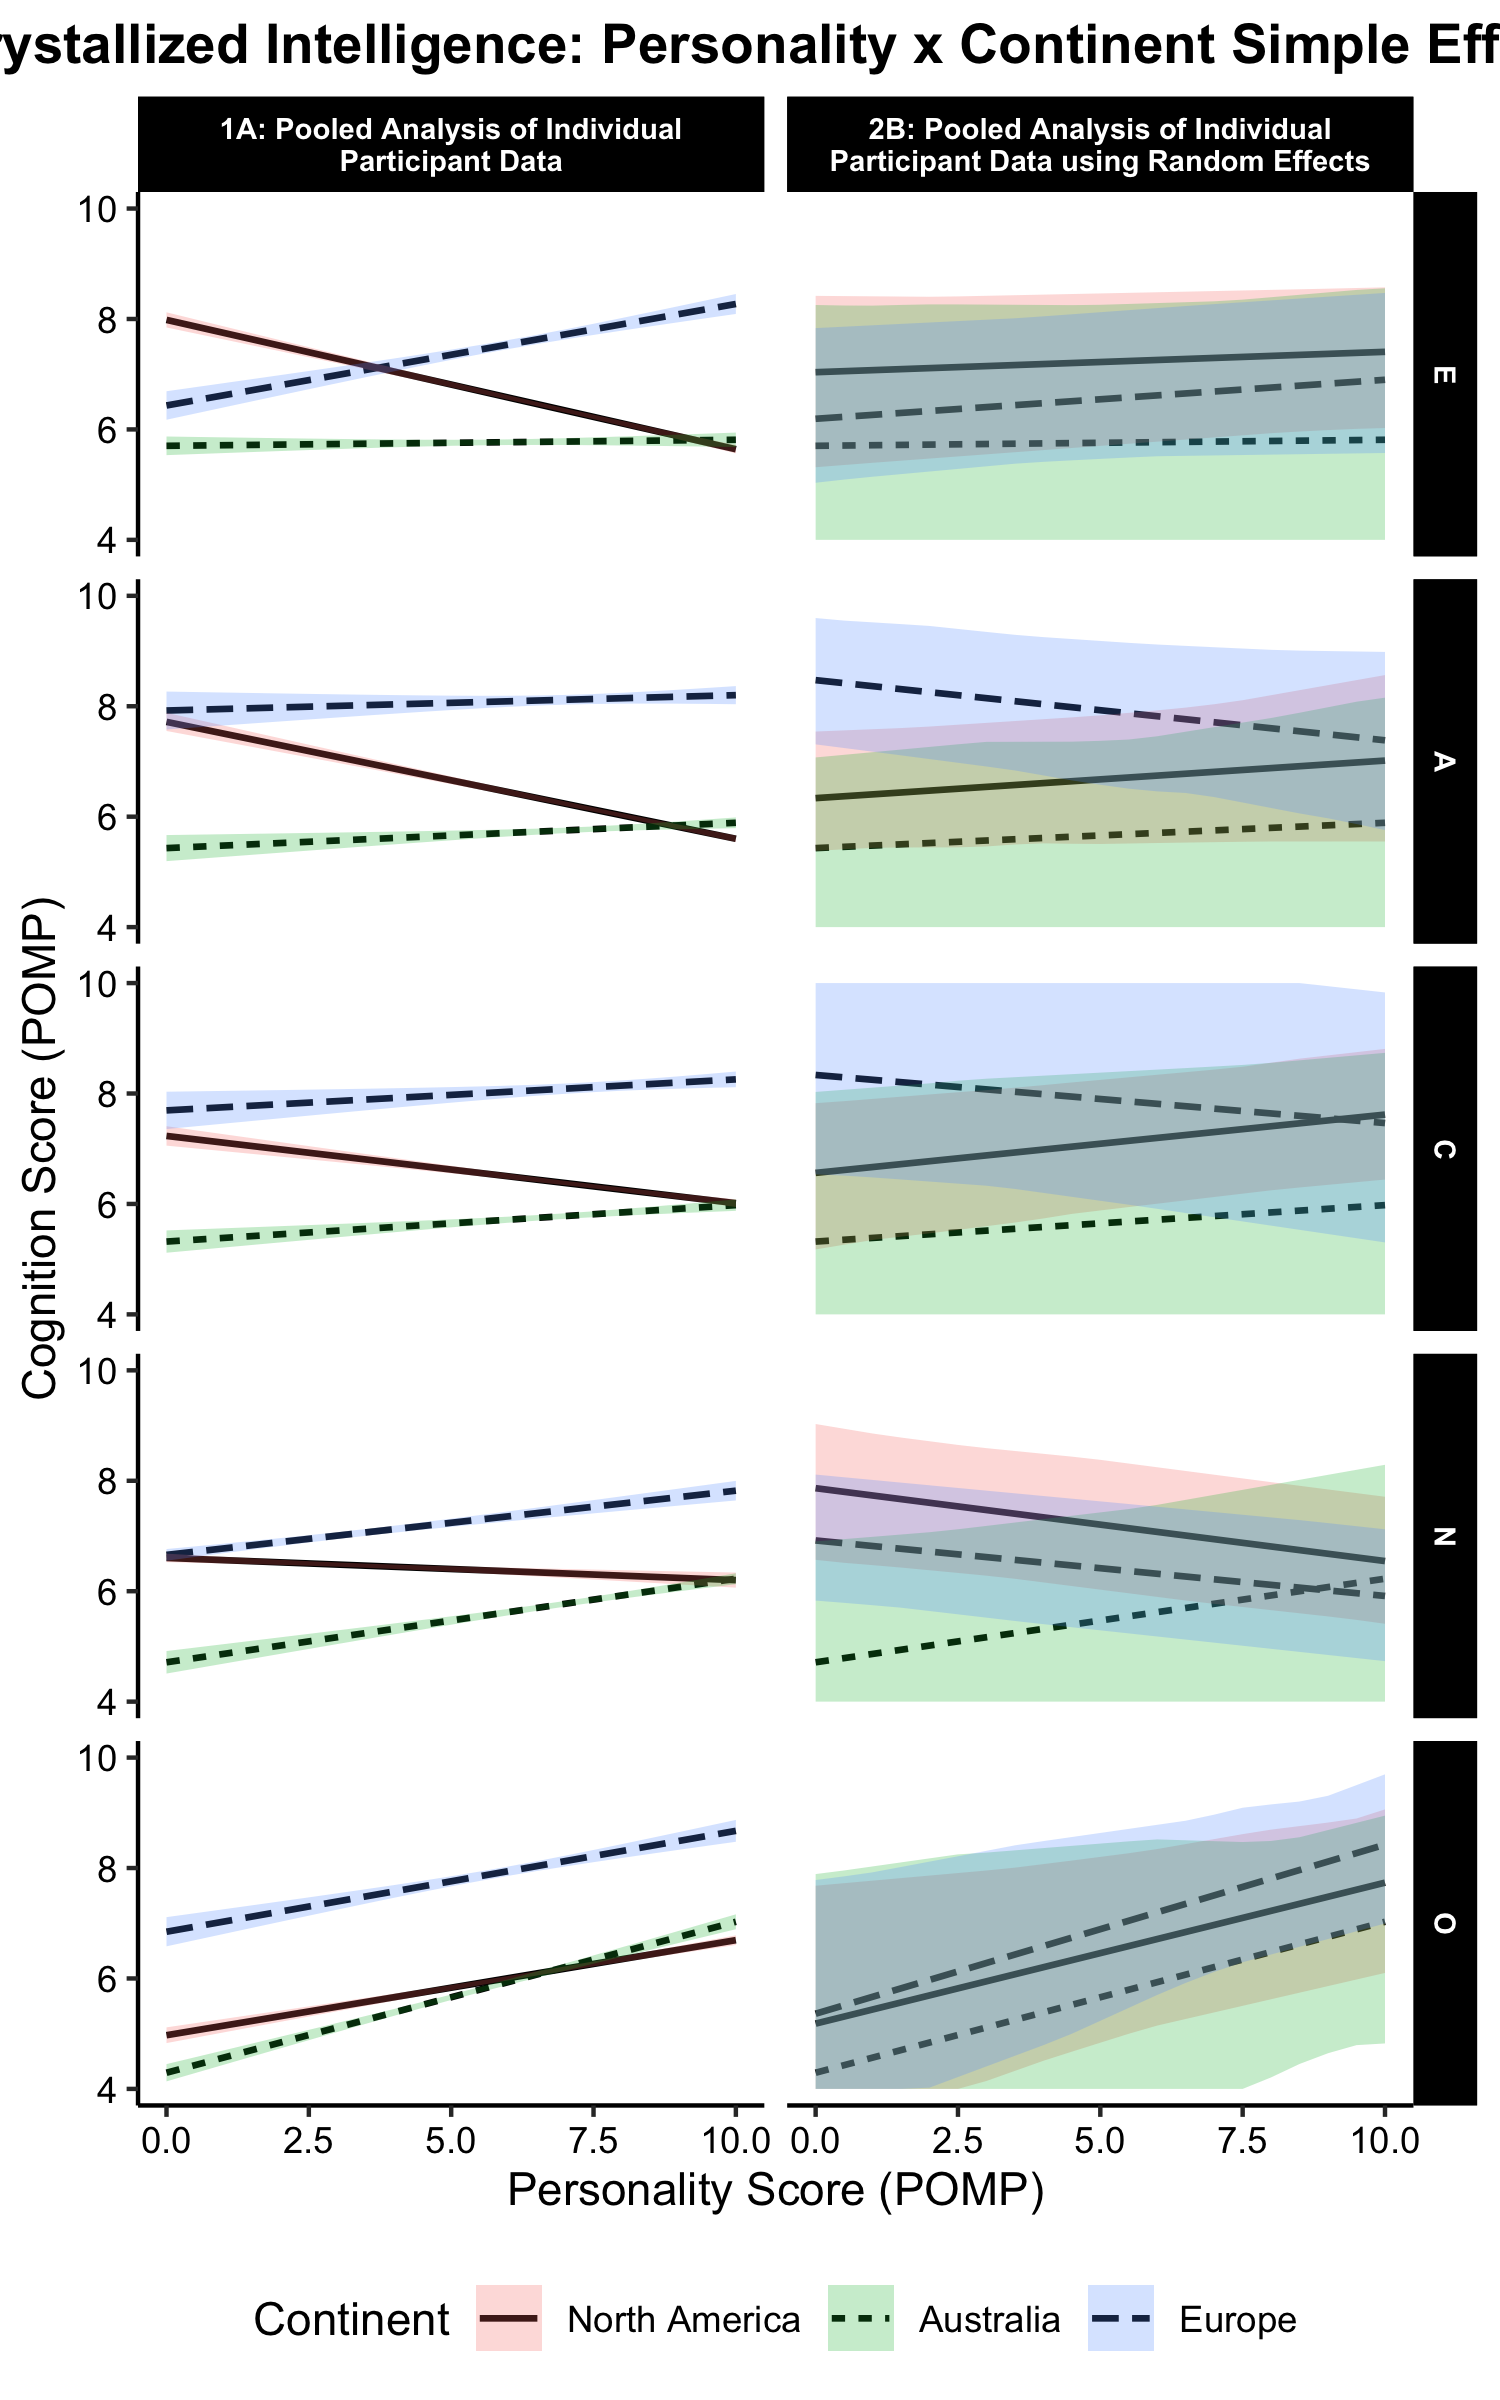 rystallized Intelligence: Personality x Continent Simple Eff
1A: Pooled Analysis of Individual
Participant Data
2B: Pooled Analysis of Individual
Participant Data using Random Effects
Cognition Score (POMP)
10
8
6
4
E
10
8
6
4
A
10
8
6
4
C
10
8
6
4
N
10
8
6
4
O
0.0 2.5 5.0 7.5 10.0 0.0 2.5 5.0 7.5 10.0
Personality Score (POMP)
Continent North America Australia Europe